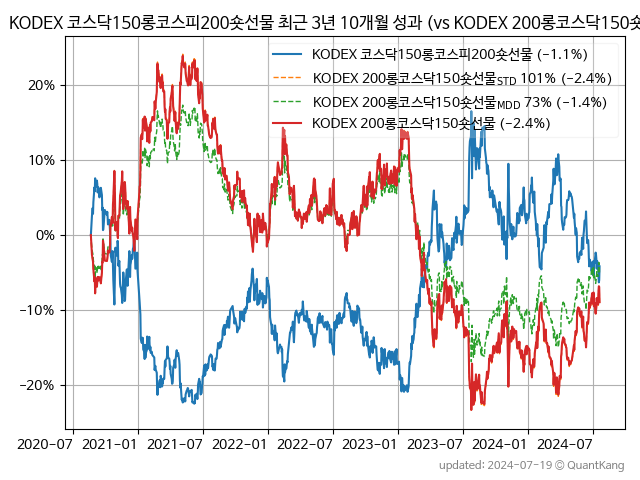 KODEX 코스닥150롱코스피200숏선물 최근 3년 10개월 성과 (vs KODEX 200롱코스닥150숏
KODEX 코스닥150롱코스피200숏선물 (-1.1%)
KODEX 200롱코스닥150숏선물STD 101% (-2.4%)
KODEX 200롱코스닥150숏선물MDD 73% (-1.4%)
KODEX 200롱코스닥150숏선물 (-2.4%)
20%
10%
0%
-10%
-20%
2020-07 2021-01 2021-07 2022-01 2022-07 2023-01 2023-07 2024-01 2024-07
updated: 2024-07-19 © QuantKang